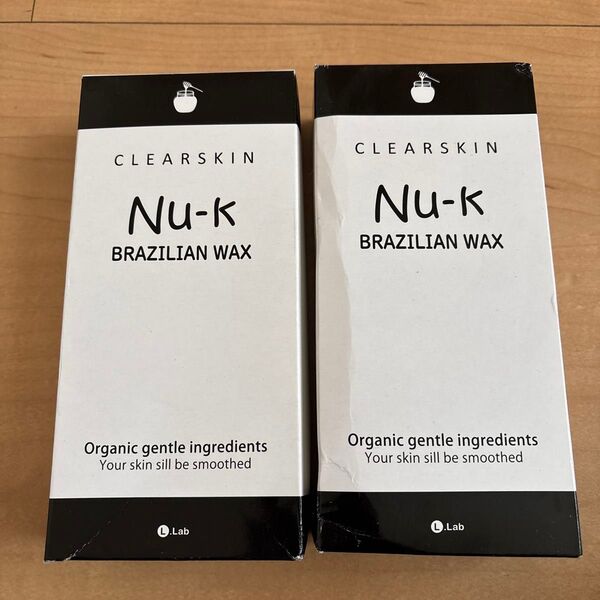 CLEARSKIN
Nu-K
BRAZILIAN WAX
Organic gentle ingredients
Your skin sill be smoothed
L.Lab
CLEARSKIN
Nu-K
BRAZILIAN WAX
Organic gentle ingredients
Your skin sill be smoothed
L.Lab